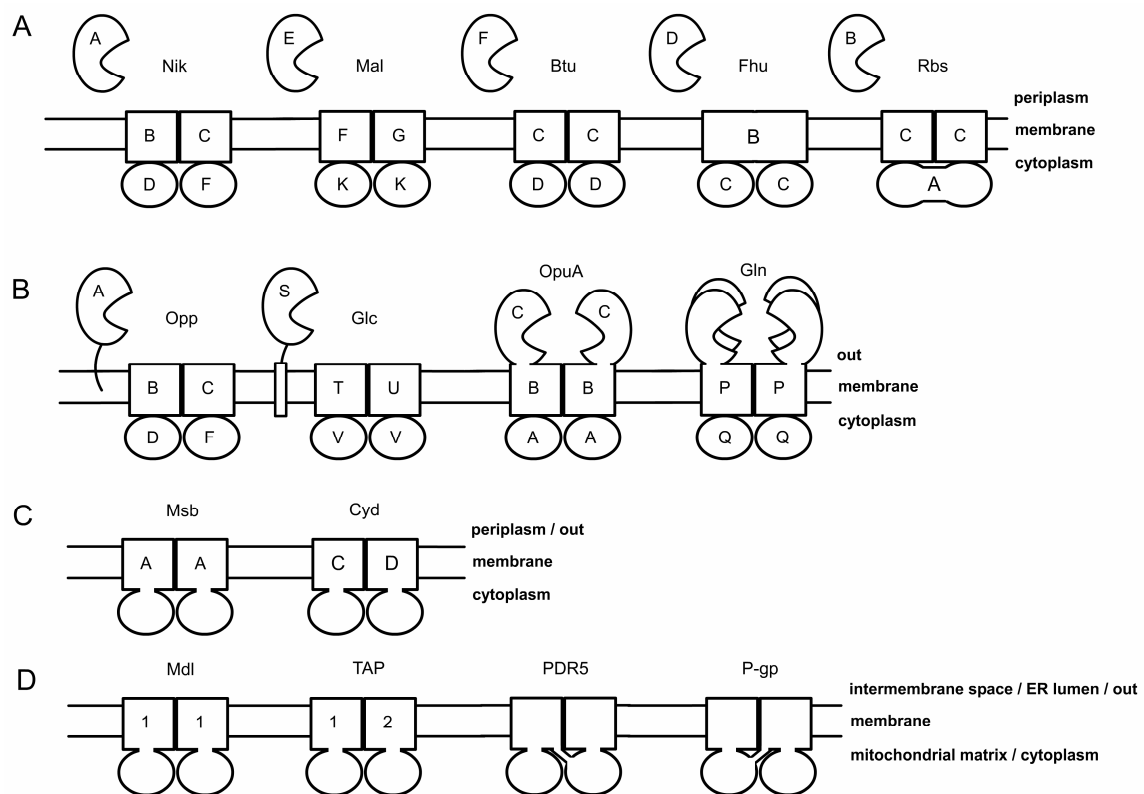 A
A E F D B
Nik Mal Btu Fhu Rbs
periplasm
B C F G C C B C C membrane
cytoplasm
D F K K D D C C A
B
OpuA Gln
A S C C
Opp Glc
out
B C T U B B P P membrane
cytoplasm
D F V V A A Q Q
C
Msb Cyd
periplasm / out
A A C D membrane
cytoplasm
D
Mdl TAP PDR5 P-gp
intermembrane space / ER lumen / out
1 1 1 2 membrane
mitochondrial matrix / cytoplasm